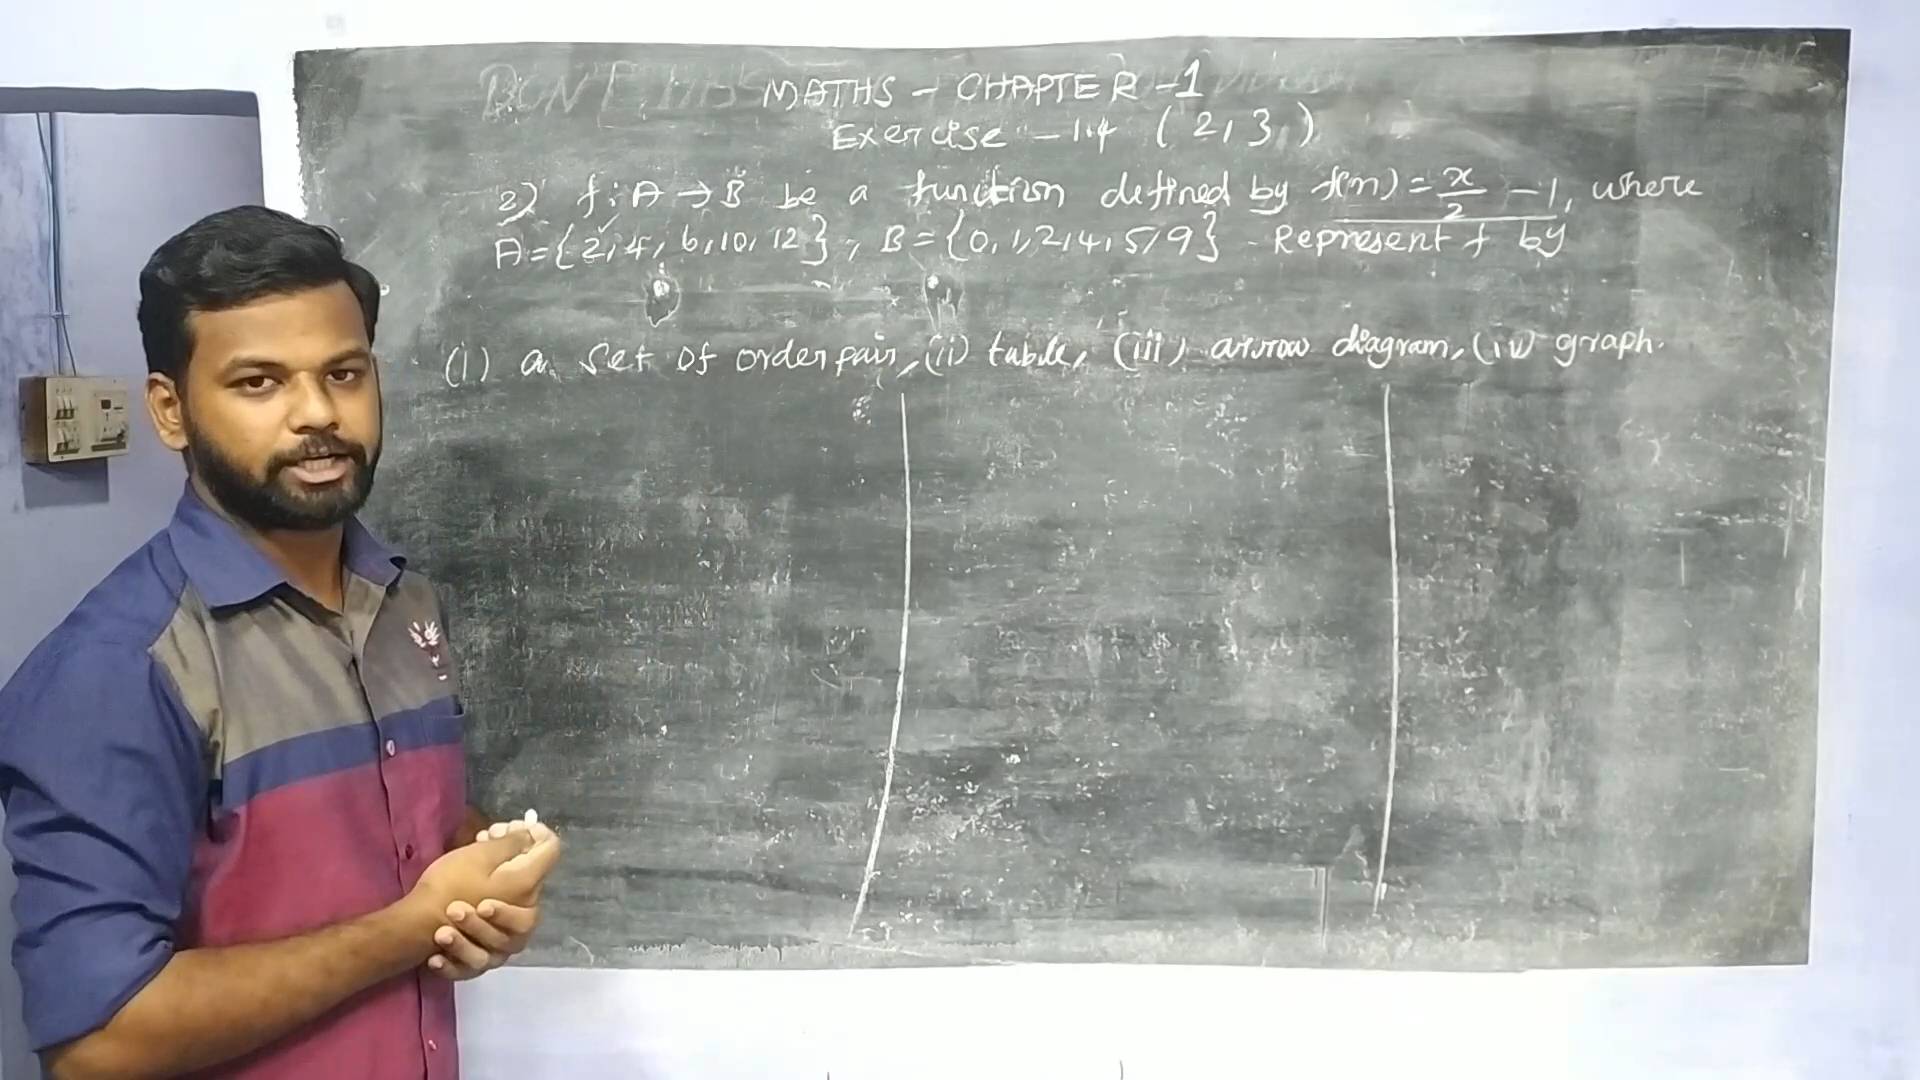 MATHS - CHAPTER -1
Exercise - 1.4 ( 2, 3 )
2) f: A → B be a function defined by f(n) = x/2 - 1, where
A = {2, 4, 6, 10, 12}, B = {0, 1, 2, 4, 5, 9} - Represent f by
(i) a set of order pair, (ii) table, (iii) arrow diagram, (iv) graph.